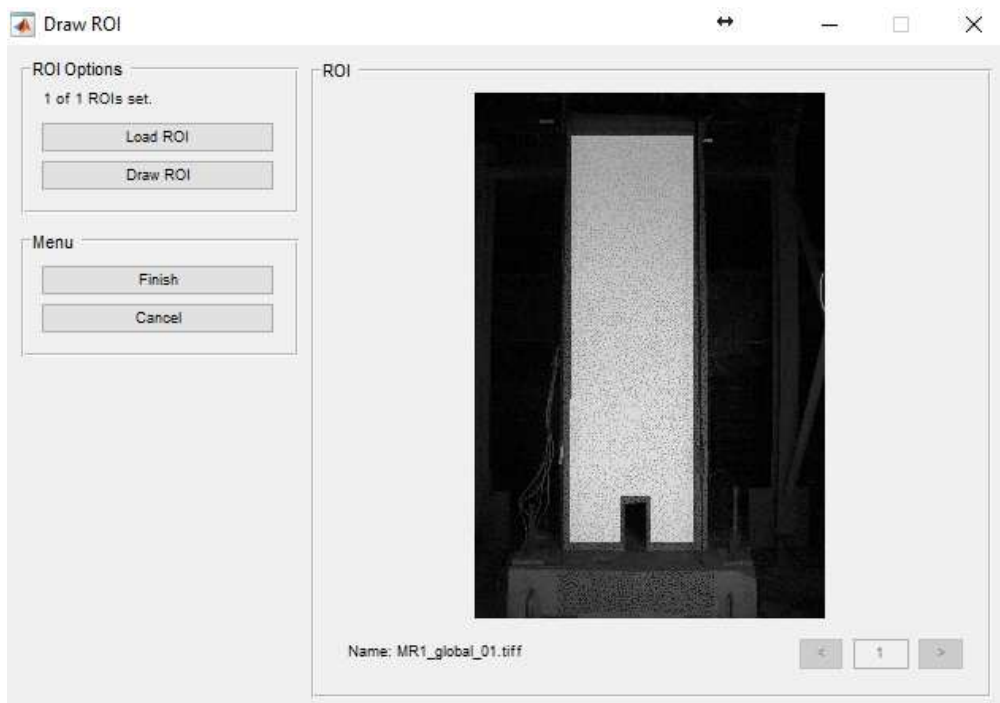 Draw ROI
ROI Options
1 of 1 ROIs set.
Load ROI
Draw ROI
Menu
Finish
Cancel
ROI
Name: MR1_global_01.tiff
< 1 >